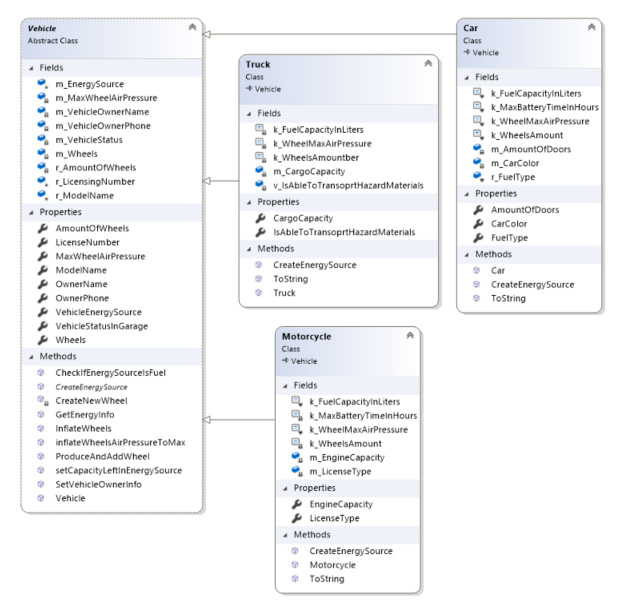 Vehicle
Abstract Class
Fields
m_EnergySource
m_MaxWheelAirPressure
m_VehicleOwnerName
m_VehicleOwnerPhone
m_VehicleStatus
m_Wheels
r_AmountOfWheels
r_LicensingNumber
r_ModelName
Properties
AmountOfWheels
LicenseNumber
MaxWheelAirPressure
ModelName
OwnerName
OwnerPhone
VehicleEnergySource
VehicleStatusInGarage
Wheels
Methods
CheckIfEnergySourceIsFuel
CreateEnergySource
CreateNewWheel
GetEnergyInfo
InflateWheels
inflateWheelsAirPressureToMax
ProduceAndAddWheel
setCapacityLeftInEnergySource
SetVehicleOwnerInfo
Vehicle
Truck
Class
Vehicle
Fields
k_FuelCapacityInLiters
k_WheelMaxAirPressure
k_WheelsAmountber
m_CargoCapacity
v_IsAbleToTransoprtHazardMaterials
Properties
CargoCapacity
IsAbleToTransoprtHazardMaterials
Methods
CreateEnergySource
ToString
Truck
Car
Class
Vehicle
Fields
k_FuelCapacityInLiters
k_MaxBatteryTimeInHours
k_WheelMaxAirPressure
k_WheelsAmount
m_AmountOfDoors
m_CarColor
r_FuelType
Properties
AmountOfDoors
CarColor
FuelType
Methods
Car
CreateEnergySource
ToString
Motorcycle
Class
Vehicle
Fields
k_FuelCapacityInLiters
k_MaxBatteryTimeInHours
k_WheelMaxAirPressure
k_WheelsAmount
m_EngineCapacity
m_LicenseType
Properties
EngineCapacity
LicenseType
Methods
CreateEnergySource
Motorcycle
ToString